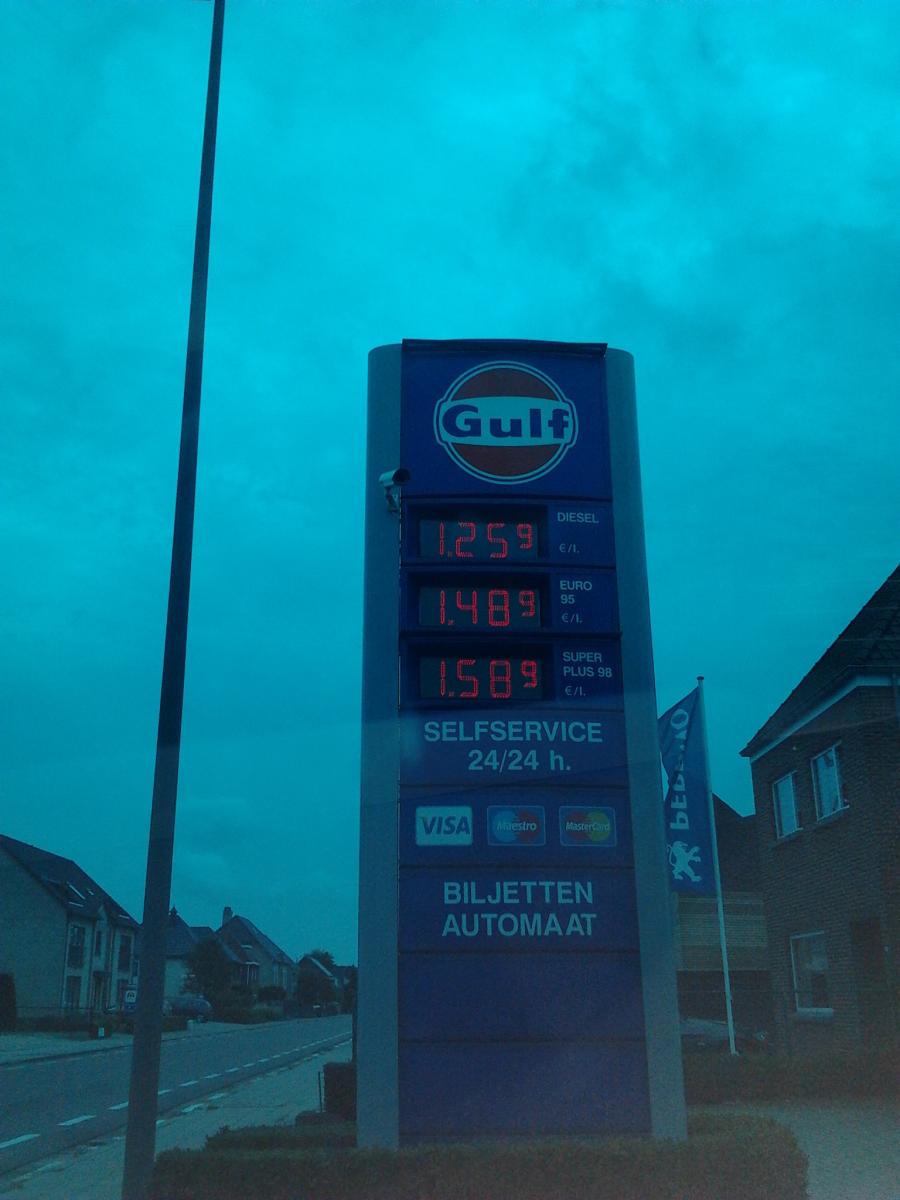 Gulf
1.259
DIESEL
€/l.
1.489
EURO
95
€/l.
1.589
SUPER
PLUS 98
€/l.
SELFSERVICE
24/24 h.
VISA
Maestro
MasterCard
BILJETTEN
AUTOMAAT